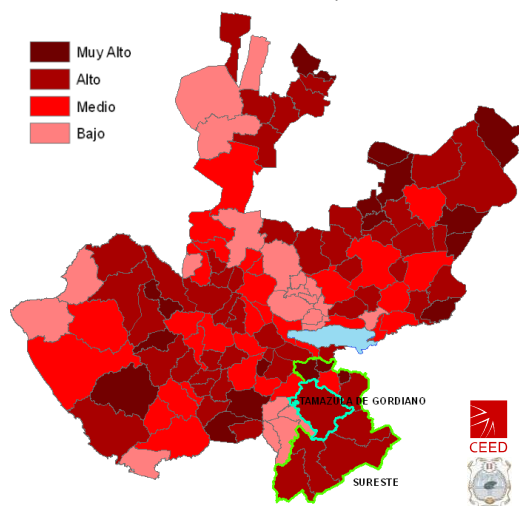 Muy Alto
Alto
Medio
Bajo
TAMAZULA DE GORDIANO
CEED
SURESTE